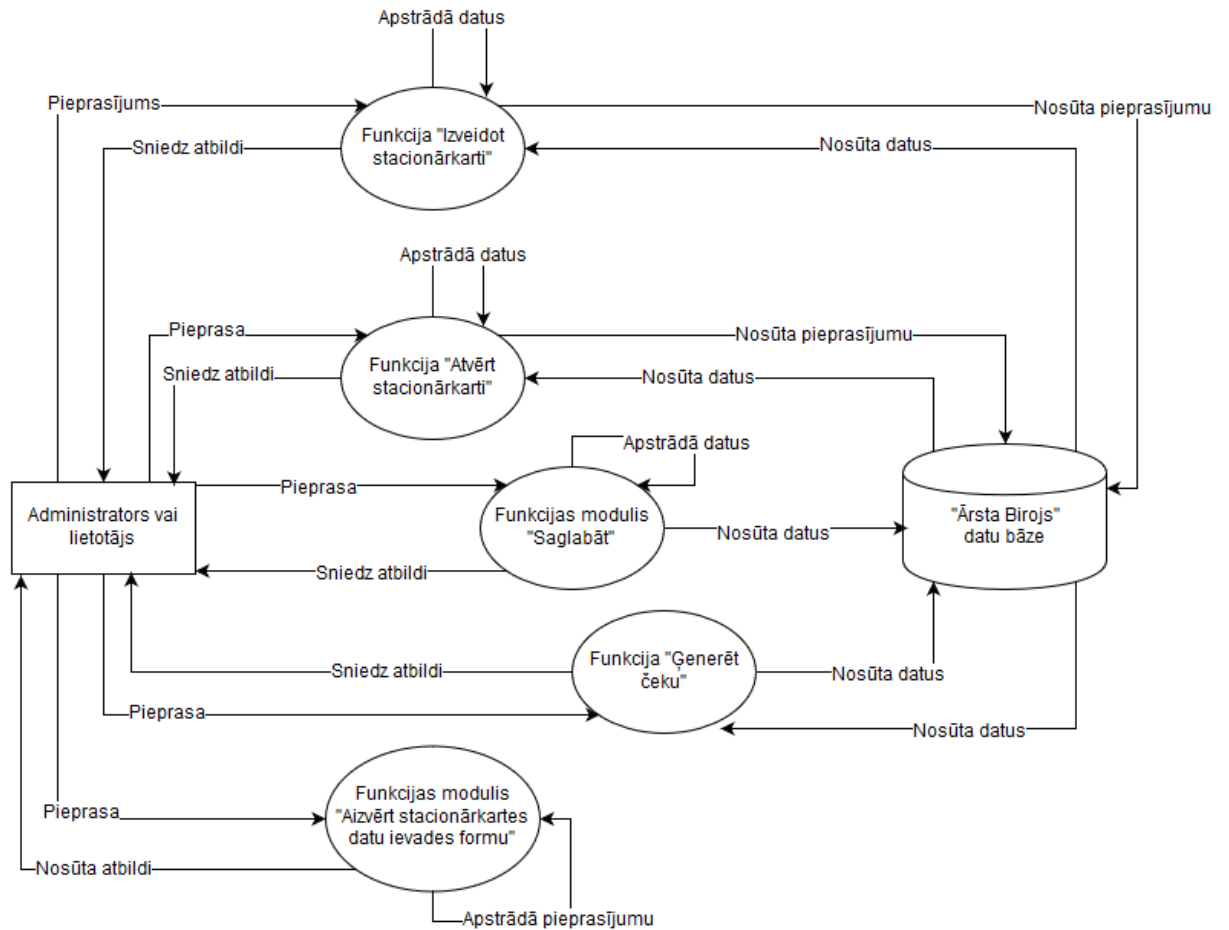 Apstrādā datus
Pieprasījums
Nosūta pieprasījumu
Funkcija "Izveidot
stacionārkarti"
Sniedz atbildi
Nosūta datus
Apstrādā datus
Pieprasa
Nosūta pieprasījumu
Funkcija "Atvērt
stacionārkarti"
Sniedz atbildi
Nosūta datus
Apstrādā datus
Pieprasa
Administrators vai
lietotājs
Funkcijas modulis
"Saglabāt"
Nosūta datus
"Ārsta Birojs"
datu bāze
Sniedz atbildi
Funkcija "Ģenerēt
čeku"
Sniedz atbildi
Nosūta datus
Pieprasa
Nosūta datus
Funkcijas modulis
"Aizvērt stacionārkartes
datu ievades formu"
Pieprasa
Nosūta atbildi
Apstrādā pieprasījumu